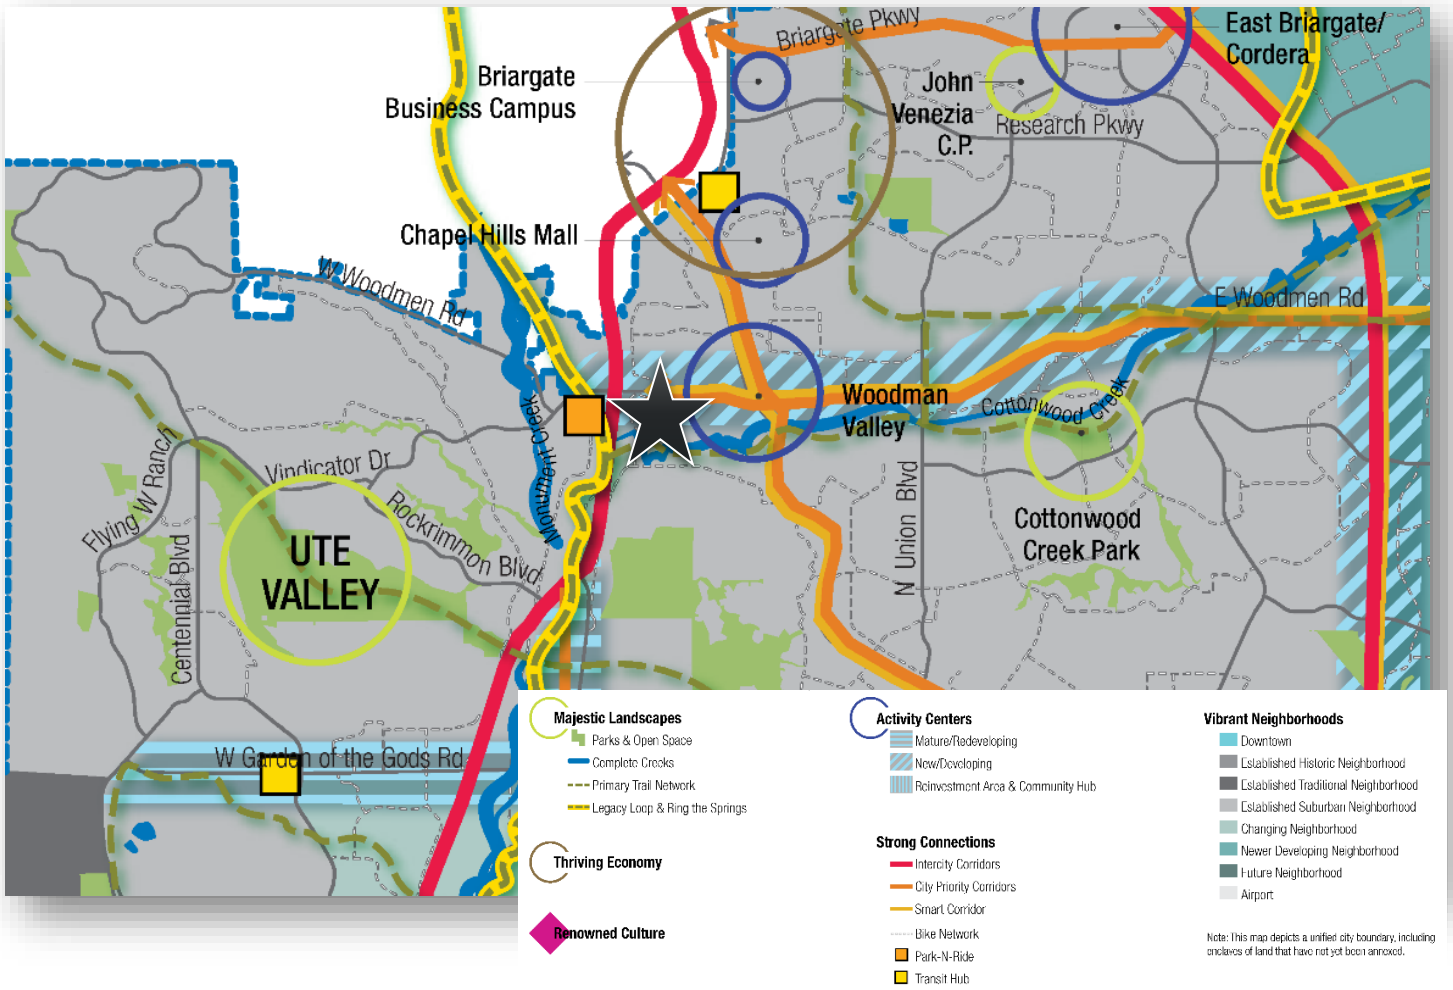 Briargate Pkwy
East Briargate/
Cordera
Briargate
Business Campus
John
Venezia
C.P.
Research Pkwy
Chapel Hills Mall
W Woodmen Rd
E Woodmen Rd
Woodman
Valley
Cottonwood Creek
Monument Creek
Flying W Ranch
Vindicator Dr
Rockrimmon Blvd
Centennial Blvd
UTE
VALLEY
N Union Blvd
Cottonwood
Creek Park
W Garden of the Gods Rd
Majestic Landscapes
Parks & Open Space
Complete Creeks
Primary Trail Network
Legacy Loop & Ring the Springs
Thriving Economy
Renowned Culture
Activity Centers
Mature/Redeveloping
New/Developing
Reinvestment Area & Community Hub
Strong Connections
Intercity Corridors
City Priority Corridors
Smart Corridor
Bike Network
Park-N-Ride
Transit Hub
Vibrant Neighborhoods
Downtown
Established Historic Neighborhood
Established Traditional Neighborhood
Established Suburban Neighborhood
Changing Neighborhood
Newer Developing Neighborhood
Future Neighborhood
Airport
Note: This map depicts a unified city boundary, including
enclaves of land that have not yet been annexed.